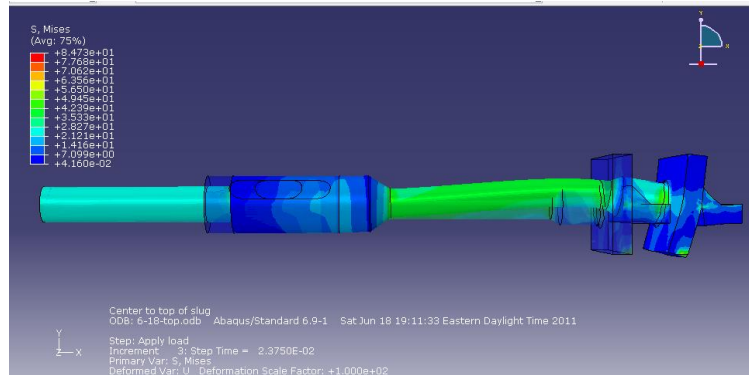 S, Mises
(Avg: 75%)
+8.473e+01
+7.768e+01
+7.062e+01
+6.356e+01
+5.650e+01
+4.945e+01
+4.239e+01
+3.533e+01
+2.827e+01
+2.121e+01
+1.416e+01
+7.099e+00
+4.160e-02
Y
Z X
Center to top of slug
ODB: 6-18-top.odb Abaqus/Standard 6.9-1 Sat Jun 18 19:11:33 Eastern Daylight Time 2011
Y
Z X
Step: Apply load
Increment 3: Step Time = 2.3750E-02
Primary Var: S, Mises
Deformed Var: U Deformation Scale Factor: +1.000e+02